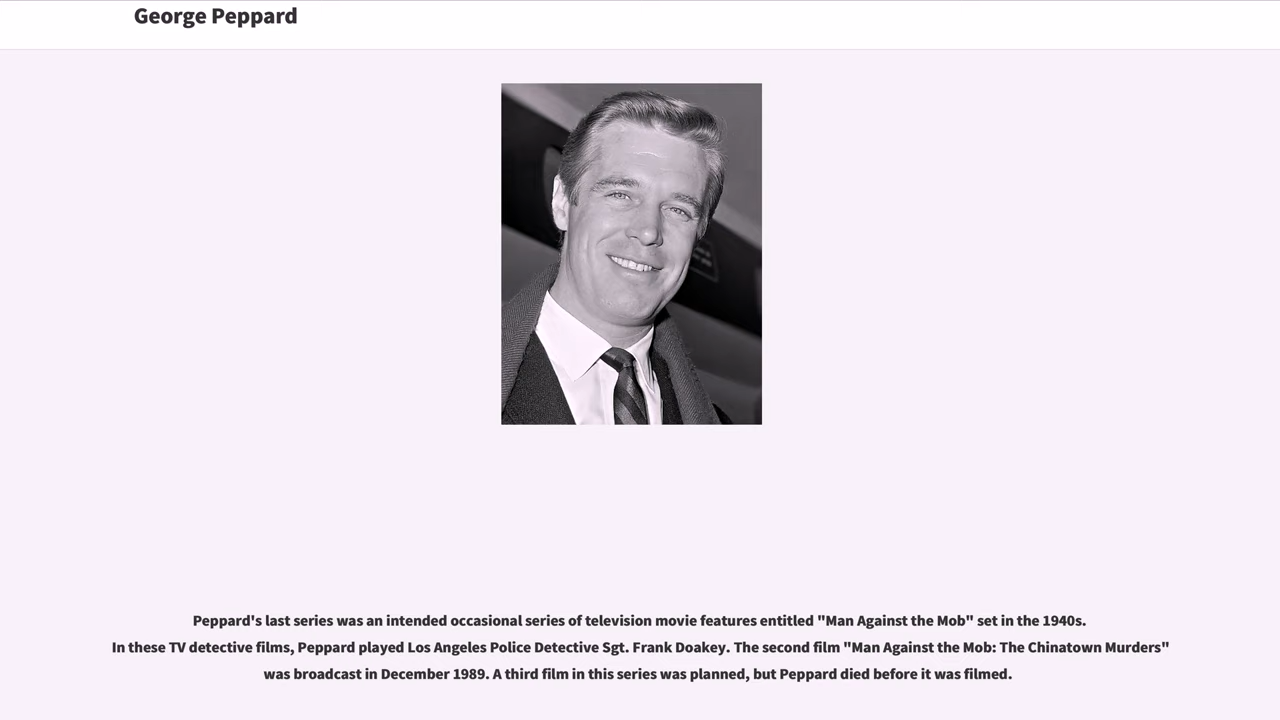 George Peppard
Peppard's last series was an intended occasional series of television movie features entitled "Man Against the Mob" set in the 1940s.
In these TV detective films, Peppard played Los Angeles Police Detective Sgt. Frank Doakey. The second film "Man Against the Mob: The Chinatown Murders"
was broadcast in December 1989. A third film in this series was planned, but Peppard died before it was filmed.